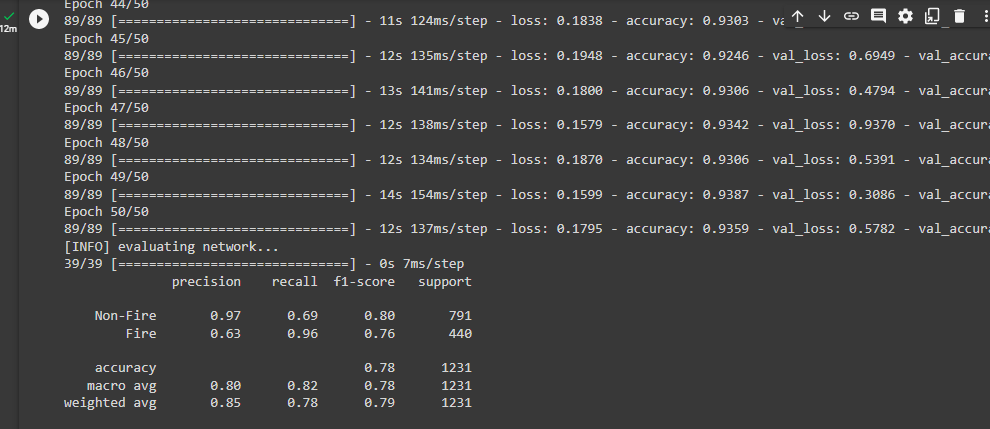 Epoch 44/50
89/89 [==============================] - 11s 124ms/step - loss: 0.1838 - accuracy: 0.9303 - va
Epoch 45/50
89/89 [==============================] - 12s 135ms/step - loss: 0.1948 - accuracy: 0.9246 - val_loss: 0.6949 - val_accura
Epoch 46/50
89/89 [==============================] - 13s 141ms/step - loss: 0.1800 - accuracy: 0.9306 - val_loss: 0.4794 - val_accura
Epoch 47/50
89/89 [==============================] - 12s 138ms/step - loss: 0.1579 - accuracy: 0.9342 - val_loss: 0.9370 - val_accura
Epoch 48/50
89/89 [==============================] - 12s 134ms/step - loss: 0.1870 - accuracy: 0.9306 - val_loss: 0.5391 - val_accura
Epoch 49/50
89/89 [==============================] - 14s 154ms/step - loss: 0.1599 - accuracy: 0.9387 - val_loss: 0.3086 - val_accura
Epoch 50/50
89/89 [==============================] - 12s 137ms/step - loss: 0.1795 - accuracy: 0.9359 - val_loss: 0.5782 - val_accura
[INFO] evaluating network...
39/39 [==============================] - 0s 7ms/step
precision recall f1-score support
Non-Fire 0.97 0.69 0.80 791
Fire 0.63 0.96 0.76 440
accuracy 0.78 1231
macro avg 0.80 0.82 0.78 1231
weighted avg 0.85 0.78 0.79 1231
12m